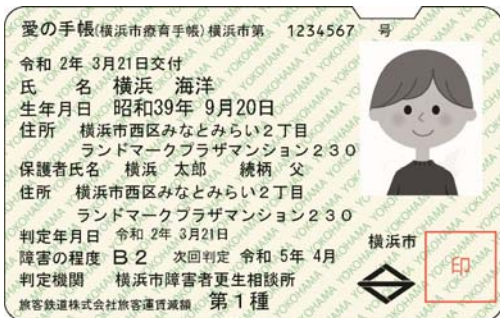 愛の手帳(横浜市療育手帳)横浜市第 1234567 号
令和 2年 3月21日交付
氏 名 横浜 海洋
生年月日 昭和39年 9月20日
住所 横浜市西区みなとみらい2丁目
ランドマークプラザマンション230
保護者氏名 横浜 太郎 続柄 父
住所 横浜市西区みなとみらい2丁目
ランドマークプラザマンション230
判定年月日 令和 2年 3月21日
障害の程度 B2 次回判定 令和 5年 4月
判定機関 横浜市障害者更生相談所
旅客鉄道株式会社旅客運賃減額 第1種
横浜市
印